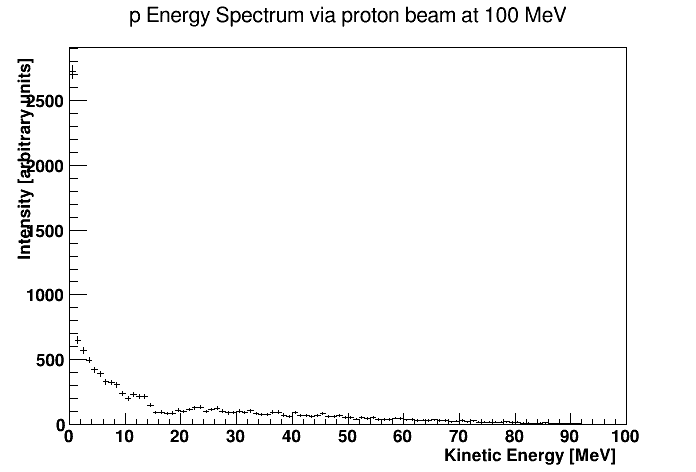 p Energy Spectrum via proton beam at 100 MeV
Intensity [arbitrary units]
2500
2000
1500
1000
500
0
0 10 20 30 40 50 60 70 80 90 100
Kinetic Energy [MeV]